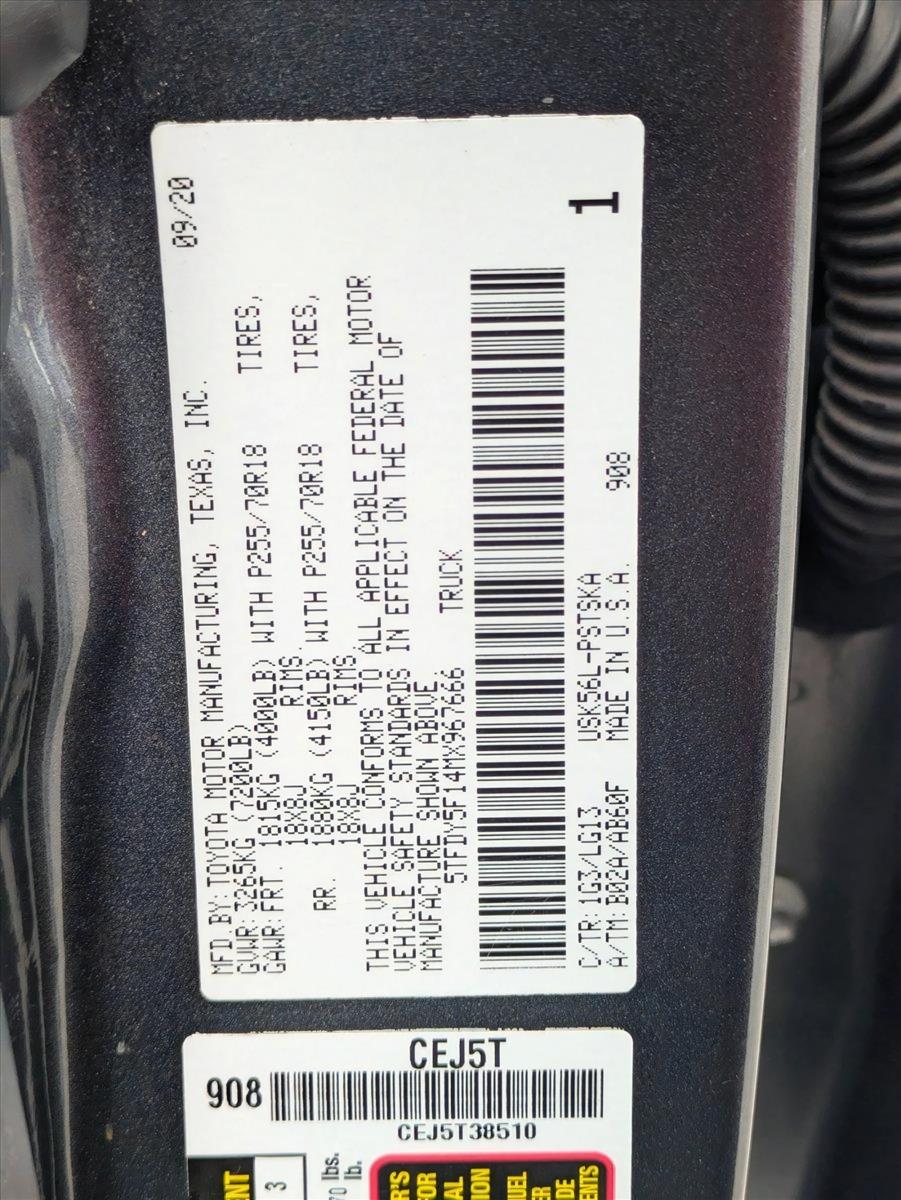 09/20
MFD.BY:TOYOTA MOTOR MANUFACTURING, TEXAS, INC.
GVWR:3265KG (7200LB)
GAWR:FRT. 1815KG (4000LB) WITH P255/70R18 TIRES,
18X8J RIMS.
RR. 1880KG (4150LB) WITH P255/70R18 TIRES,
18X8J RIMS
THIS VEHICLE CONFORMS TO ALL APPLICABLE FEDERAL MOTOR
VEHICLE SAFETY STANDARDS IN EFFECT ON THE DATE OF
MANUFACTURE SHOWN ABOVE.
5TFDY5F14MX967666 TRUCK
1
C/TR:1G3/LG13 USK56L-PSTSKA
A/TM:B02A/AB60F MADE IN U.S.A. 908
CEJ5T
908
CEJ5T38510
3
lbs.
lb.